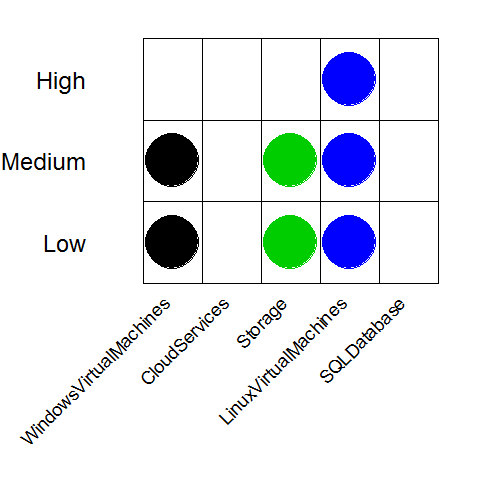 High
Medium
Low
WindowsVirtualMachines
CloudServices
Storage
LinuxVirtualMachines
SQLDatabase